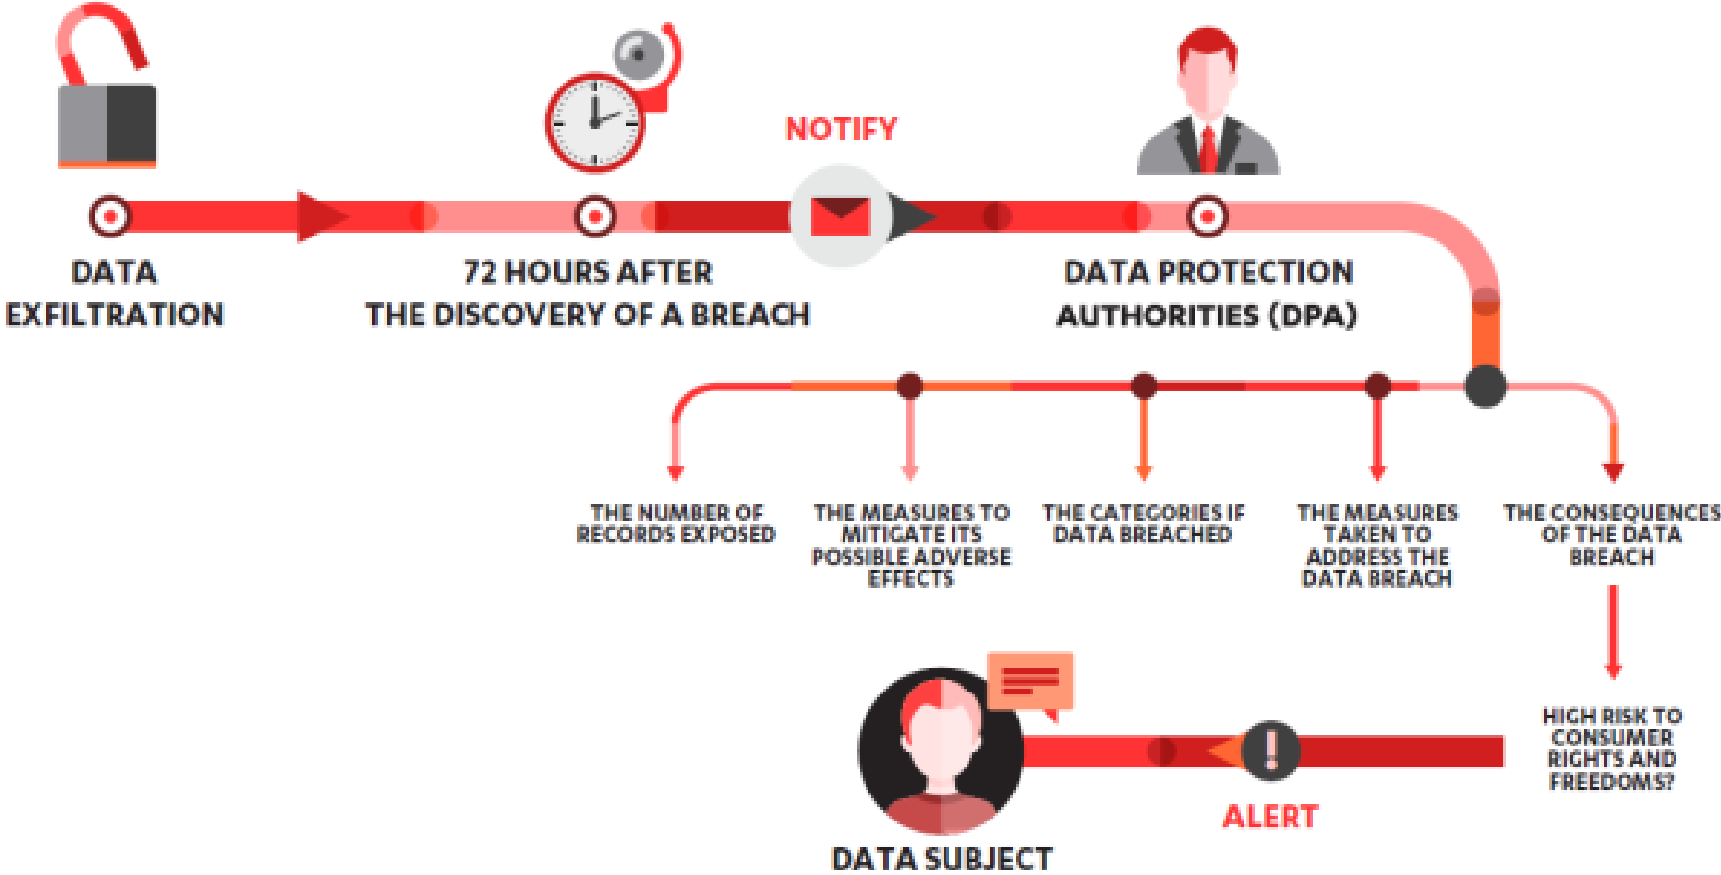 NOTIFY
DATA
EXFILTRATION
72 HOURS AFTER
THE DISCOVERY OF A BREACH
DATA PROTECTION
AUTHORITIES (DPA)
THE NUMBER OF
RECORDS EXPOSED
THE MEASURES TO
MITIGATE ITS
POSSIBLE ADVERSE
EFFECTS
THE CATEGORIES IF
DATA BREACHED
THE MEASURES
TAKEN TO
ADDRESS THE
DATA BREACH
THE CONSEQUENCES
OF THE DATA
BREACH
HIGH RISK TO
CONSUMER
RIGHTS AND
FREEDOMS?
!
ALERT
DATA SUBJECT